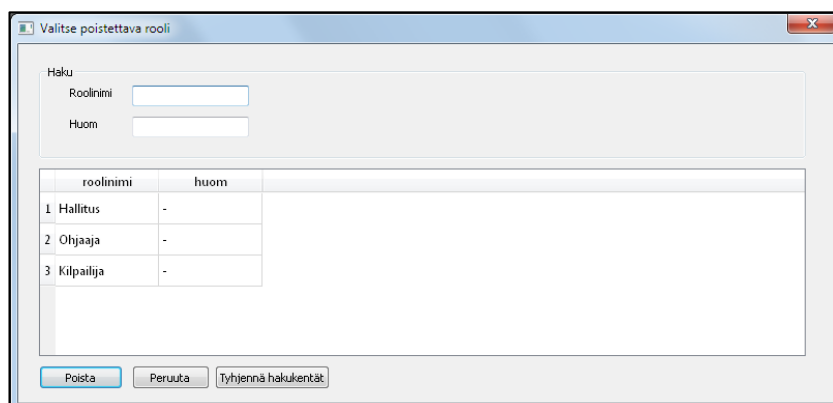 Valitse poistettava rooli
Haku
Roolinimi
Huom
roolinimi huom
1 Hallitus -
2 Ohjaaja -
3 Kilpailija -
Poista Peruuta Tyhjennä hakukentät